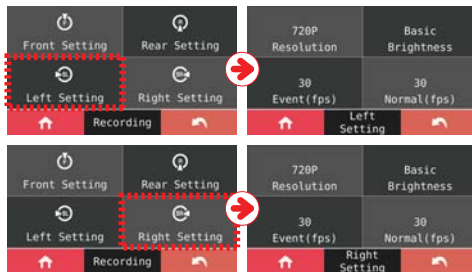 Front Setting Rear Setting
Left Setting Right Setting
Recording
720P Basic
Resolution Brightness
30 30
Event(fps) Normal(fps)
Left
Setting
Front Setting Rear Setting
Left Setting Right Setting
Recording
720P Basic
Resolution Brightness
30 30
Event(fps) Normal(fps)
Right
Setting